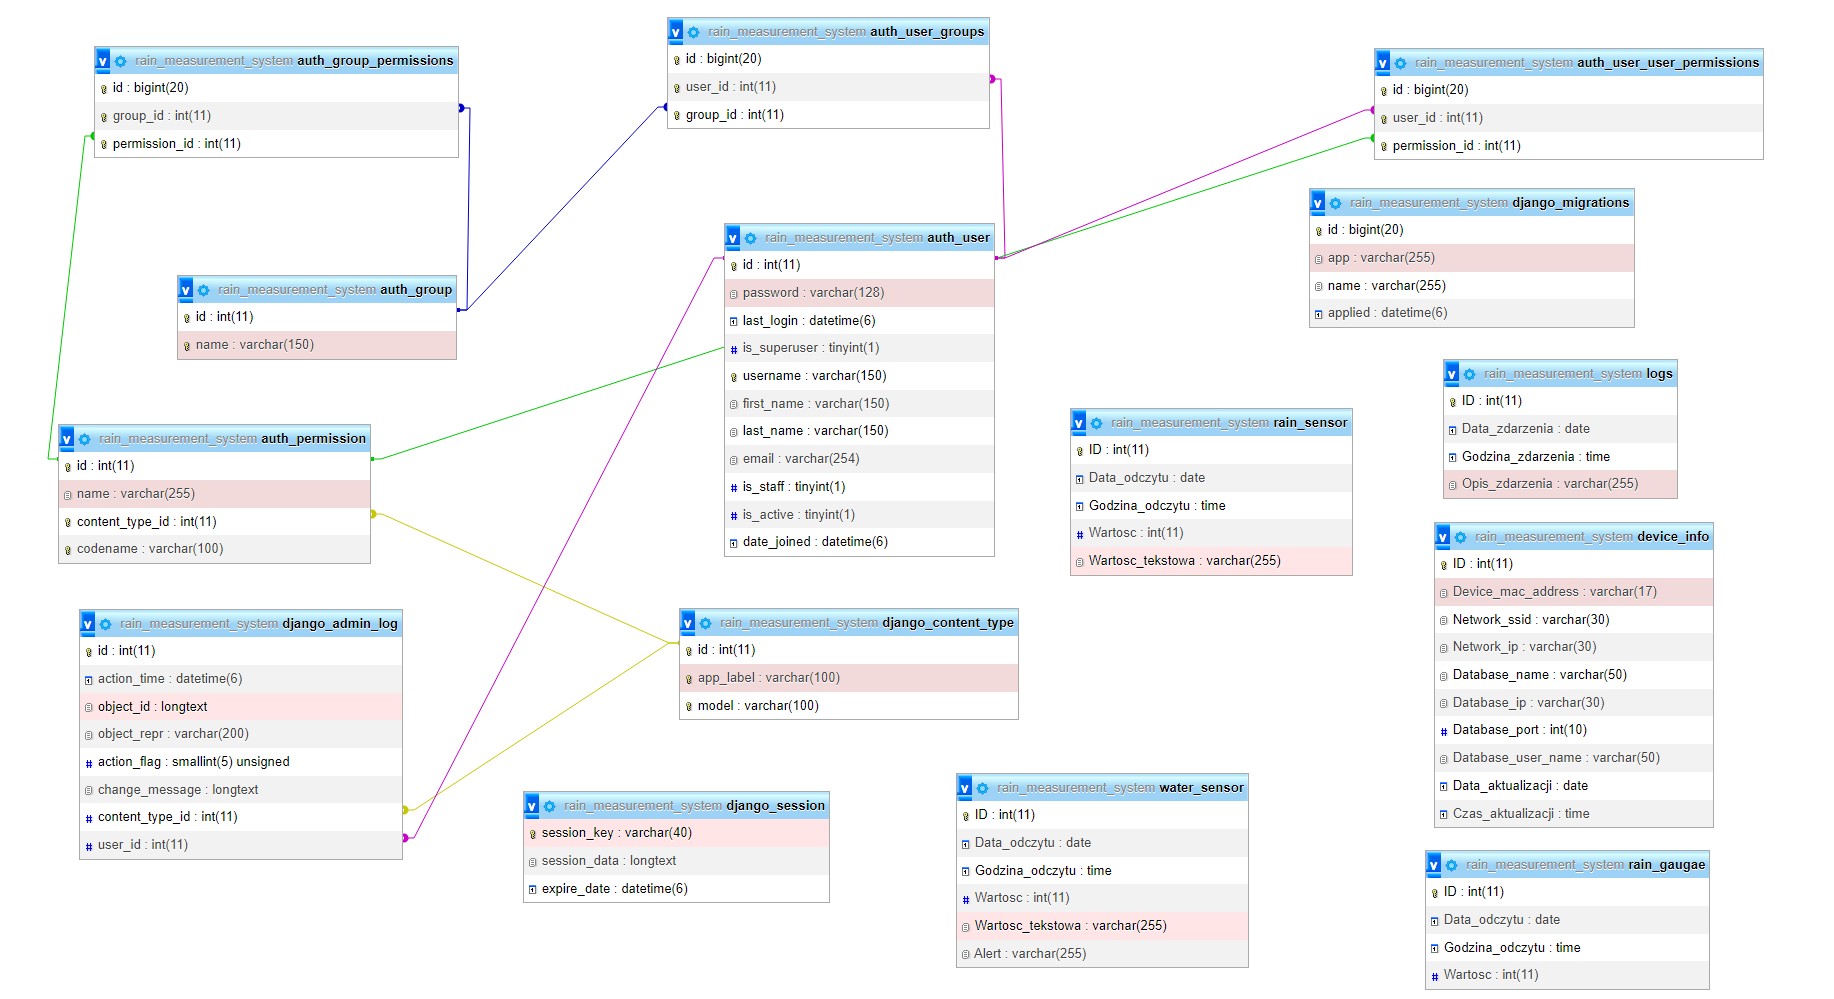 rain_measurement_system auth_group_permissions
id : bigint(20)
group_id : int(11)
permission_id : int(11)
rain_measurement_system auth_user_groups
id : bigint(20)
user_id : int(11)
group_id : int(11)
rain_measurement_system auth_user_user_permissions
id : bigint(20)
user_id : int(11)
permission_id : int(11)
rain_measurement_system django_migrations
id : bigint(20)
app : varchar(255)
name : varchar(255)
applied : datetime(6)
rain_measurement_system auth_group
id : int(11)
name : varchar(150)
rain_measurement_system auth_user
id : int(11)
password : varchar(128)
last_login : datetime(6)
is_superuser : tinyint(1)
username : varchar(150)
first_name : varchar(150)
last_name : varchar(150)
email : varchar(254)
is_staff : tinyint(1)
is_active : tinyint(1)
date_joined : datetime(6)
rain_measurement_system logs
ID : int(11)
Data_zdarzenia : date
Godzina_zdarzenia : time
Opis_zdarzenia : varchar(255)
rain_measurement_system auth_permission
id : int(11)
name : varchar(255)
content_type_id : int(11)
codename : varchar(100)
rain_measurement_system rain_sensor
ID : int(11)
Data_odczytu : date
Godzina_odczytu : time
Wartosc : int(11)
Wartosc_tekstowa : varchar(255)
rain_measurement_system device_info
ID : int(11)
Device_mac_address : varchar(17)
Network_ssid : varchar(30)
Network_ip : varchar(30)
Database_name : varchar(50)
Database_ip : varchar(30)
Database_port : int(10)
Database_user_name : varchar(50)
Data_aktualizacji : date
Czas_aktualizacji : time
rain_measurement_system django_admin_log
id : int(11)
action_time : datetime(6)
object_id : longtext
object_repr : varchar(200)
action_flag : smallint(5) unsigned
change_message : longtext
content_type_id : int(11)
user_id : int(11)
rain_measurement_system django_content_type
id : int(11)
app_label : varchar(100)
model : varchar(100)
rain_measurement_system django_session
session_key : varchar(40)
session_data : longtext
expire_date : datetime(6)
rain_measurement_system water_sensor
ID : int(11)
Data_odczytu : date
Godzina_odczytu : time
Wartosc : int(11)
Wartosc_tekstowa : varchar(255)
Alert : varchar(255)
rain_measurement_system rain_gaugae
ID : int(11)
Data_odczytu : date
Godzina_odczytu : time
Wartosc : int(11)